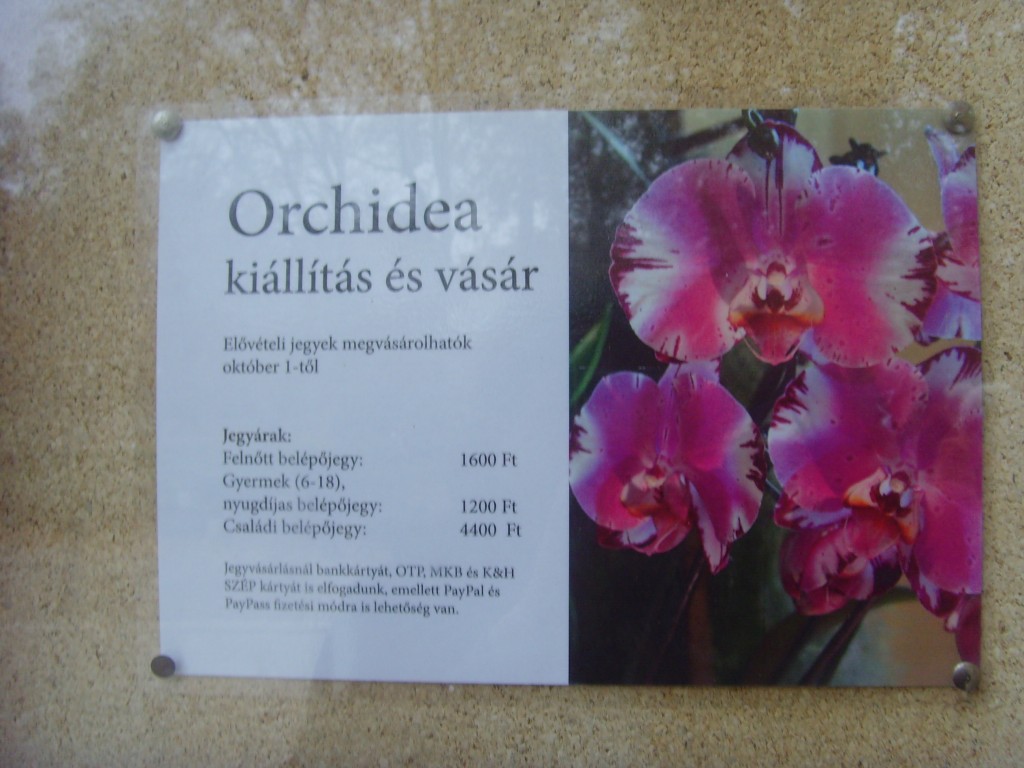 Orchidea
kiállítás és vásár
Elővételi jegyek megvásárolhatók
október 1-től
Jegyárak:
Felnőtt belépőjegy: 1600 Ft
Gyermek (6-18),
nyugdíjas belépőjegy: 1200 Ft
Családi belépőjegy: 4400 Ft
Jegyvásárlásnál bankkártyát, OTP, MKB és K&H
SZÉP kártyát is elfogadunk, emellett PayPal és
PayPass fizetési módra is lehetőség van.